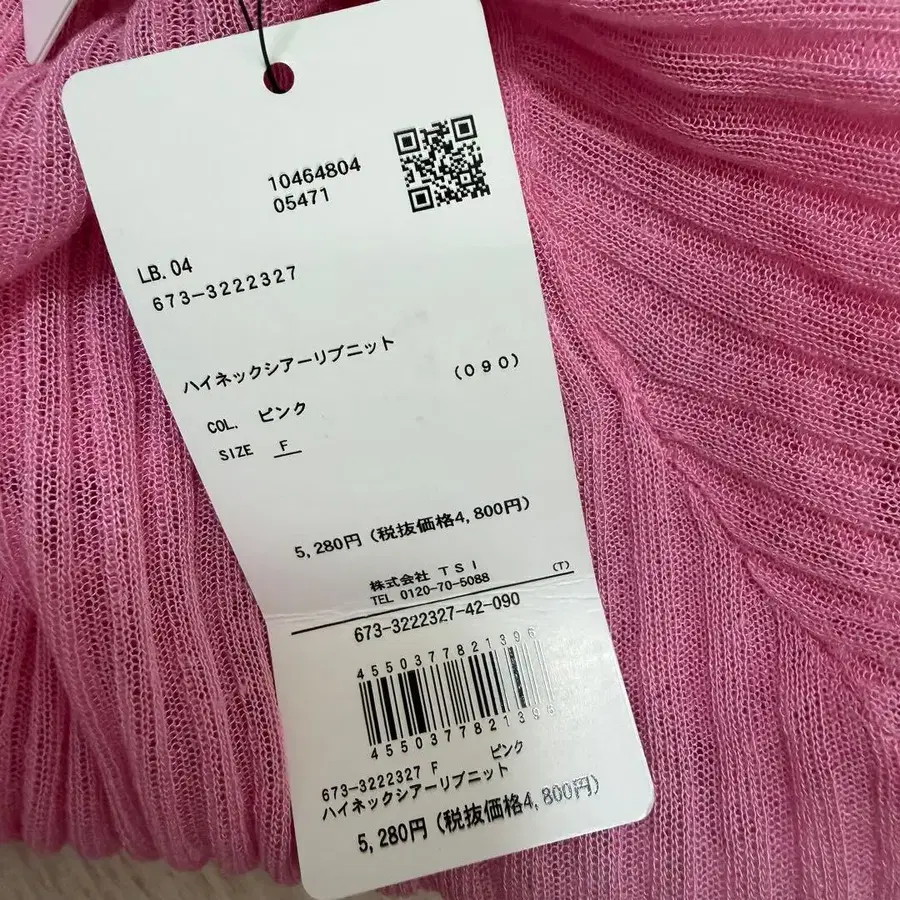 10464804
05471
LB.04
673-3222327
ハイネックシアーリブニット
(090)
COL. ピンク
SIZE F
5,280円(税抜価格4,800円)
株式会社 TSI
TEL 0120-70-5088
(T)
673-3222327-42-090
4550377821396
4550377821396
673-3222327 F ピンク
ハイネックシアーリブニット
5,280円(税抜価格4,800円)